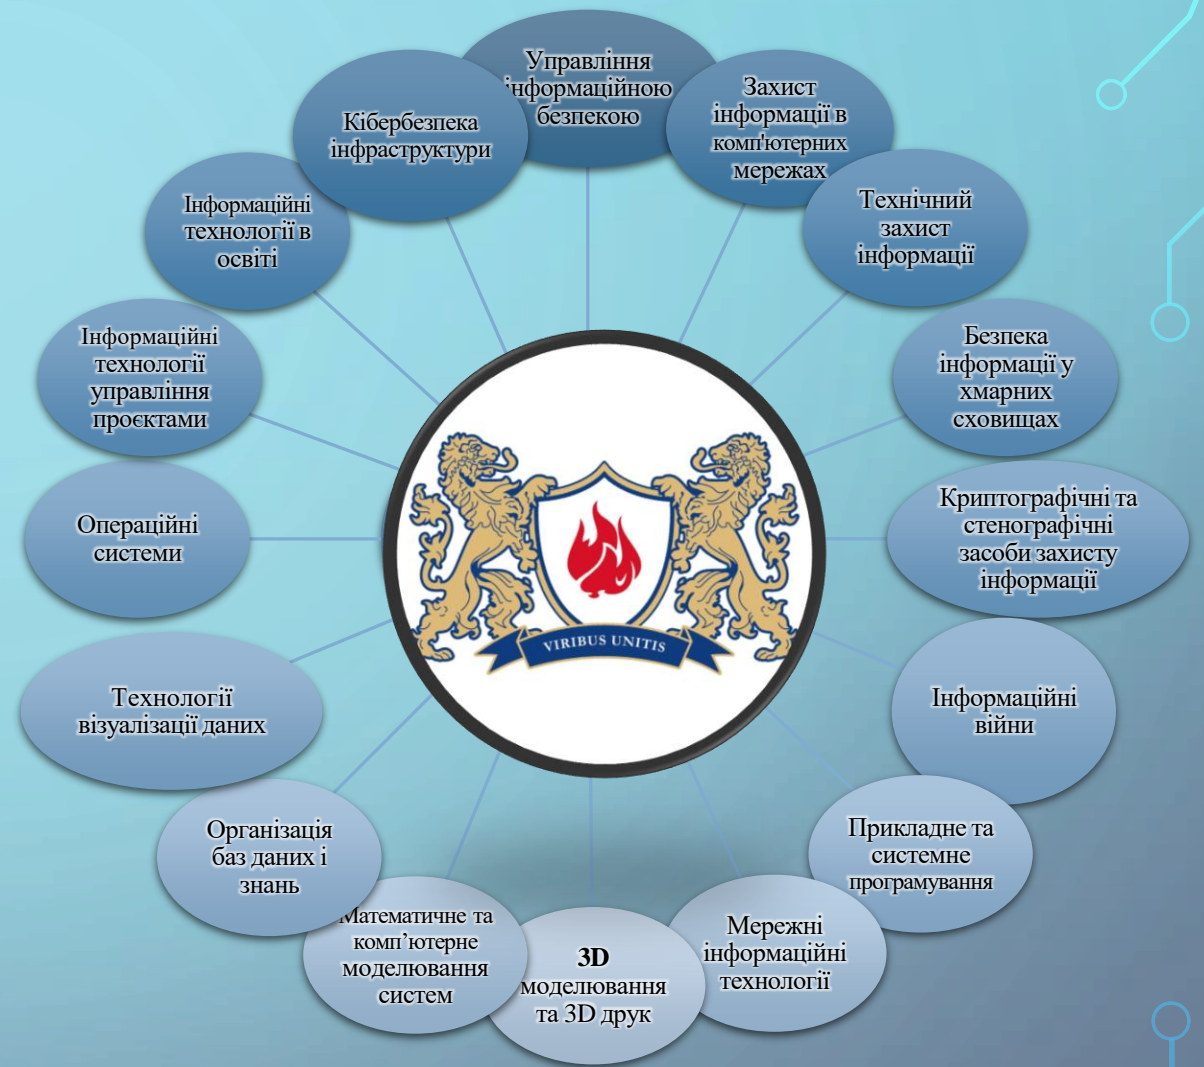 Управління
інформаційною
безпекою
Захист
інформації в
комп'ютерних
мережах
Технічний
захист
інформації
Безпека
інформації у
хмарних
сховищах
Криптографічні та
стенографічні
засоби захисту
інформації
Інформаційні
війни
Прикладне та
системне
програмування
Мережні
інформаційні
технології
3D
моделювання
та 3D друк
Математичне та
комп’ютерне
моделювання
систем
Організація
баз даних і
знань
Технології
візуалізації даних
Операційні
системи
Інформаційні
технології
управління
проєктами
Інформаційні
технології в
освіті
Кібербезпека
інфраструктури
VIRIBUS UNITIS